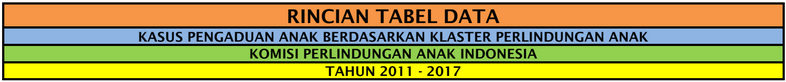 RINCIAN TABEL DATA
KASUS PENGADUAN ANAK BERDASARKAN KLASTER PERLINDUNGAN ANAK
KOMISI PERLINDUNGAN ANAK INDONESIA
TAHUN 2011 - 2017